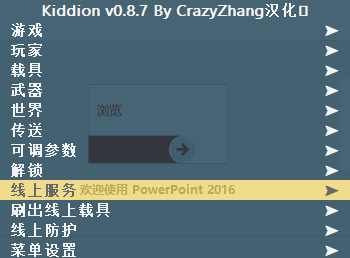 Kiddion v0.8.7 By CrazyZhang汉化
游戏
玩家
载具
武器
世界
浏览
传送
可调参数
解锁
线上服务 欢迎使用 PowerPoint 2016
刷出线上载具
线上防护
菜单设置